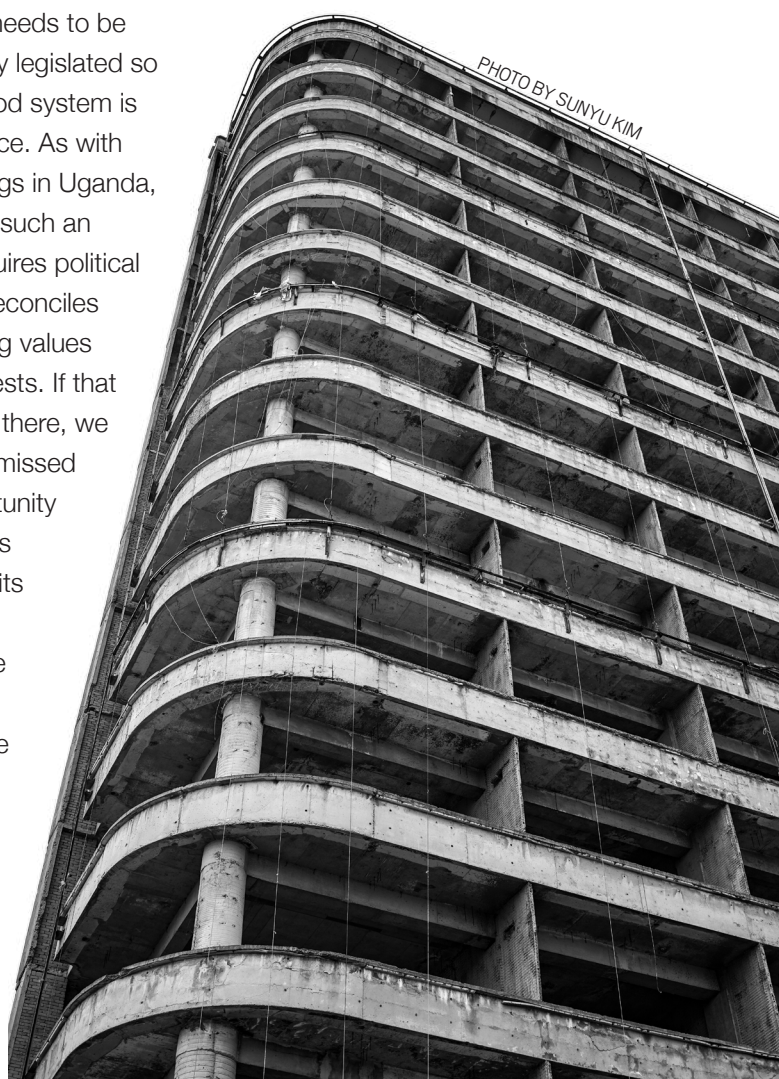 needs to be
y legislated so
od system is
ce. As with
gs in Uganda,
such an
uires political
econciles
g values
ests. If that
there, we
missed
tunity
s
its
e
e
PHOTO BY SUNYU KIM